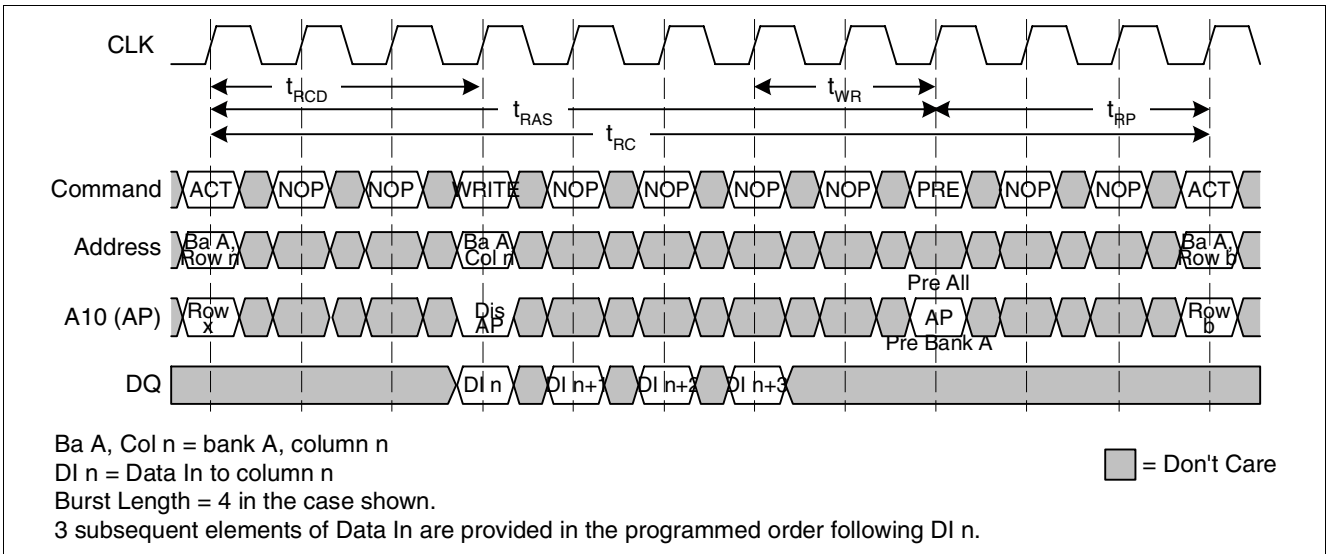 CLK
tRCD
tWR
tRAS
tRP
tRC
Command ACT NOP NOP WRITE NOP NOP NOP NOP PRE NOP NOP ACT
Address Ba A, Row n Ba A Col n Ba A, Row b
Pre All
A10 (AP) Row x Dis AP AP Row b
Pre Bank A
DQ DI n DI n+1 DI n+2 DI n+3
Ba A, Col n = bank A, column n
DI n = Data In to column n
Burst Length = 4 in the case shown.
3 subsequent elements of Data In are provided in the programmed order following DI n.
= Don't Care